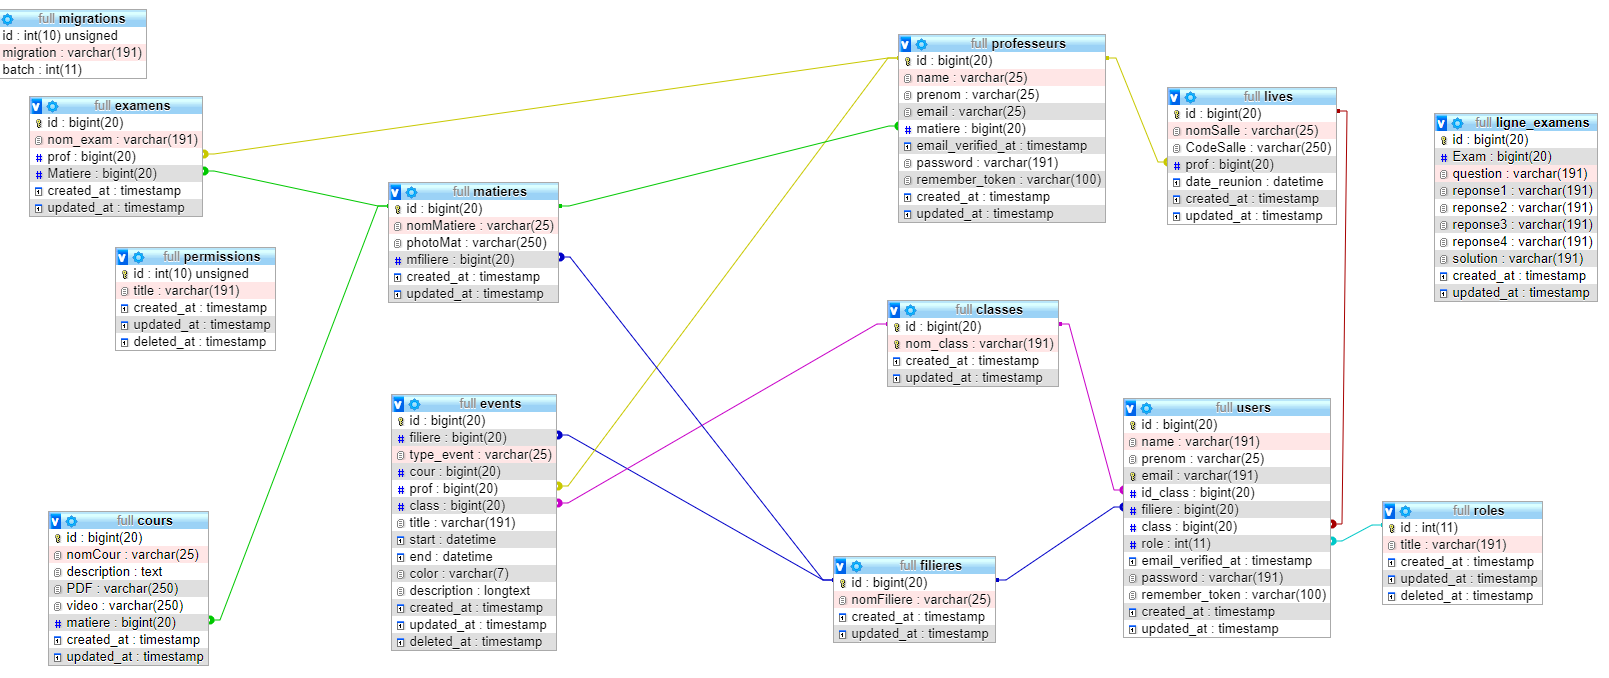 full migrations
id : int(10) unsigned
migration : varchar(191)
batch : int(11)
full examens
id : bigint(20)
nom_exam : varchar(191)
# prof : bigint(20)
# Matiere : bigint(20)
created_at : timestamp
updated_at : timestamp
full permissions
id : int(10) unsigned
title : varchar(191)
created_at : timestamp
updated_at : timestamp
deleted_at : timestamp
full cours
id : bigint(20)
nomCour : varchar(25)
description : text
PDF : varchar(250)
video : varchar(250)
# matiere : bigint(20)
created_at : timestamp
updated_at : timestamp
full matieres
id : bigint(20)
nomMatiere : varchar(25)
photoMat : varchar(250)
# mfiliere : bigint(20)
created_at : timestamp
updated_at : timestamp
full events
id : bigint(20)
# filiere : bigint(20)
type_event : varchar(25)
# cour : bigint(20)
# prof : bigint(20)
# class : bigint(20)
title : varchar(191)
start : datetime
end : datetime
color : varchar(7)
description : longtext
created_at : timestamp
updated_at : timestamp
deleted_at : timestamp
full professeurs
id : bigint(20)
name : varchar(25)
prenom : varchar(25)
email : varchar(25)
# matiere : bigint(20)
email_verified_at : timestamp
password : varchar(191)
remember_token : varchar(100)
created_at : timestamp
updated_at : timestamp
full classes
id : bigint(20)
nom_class : varchar(191)
created_at : timestamp
updated_at : timestamp
full filieres
id : bigint(20)
nomFiliere : varchar(25)
created_at : timestamp
updated_at : timestamp
full lives
id : bigint(20)
nomSalle : varchar(25)
CodeSalle : varchar(250)
# prof : bigint(20)
date_reunion : datetime
created_at : timestamp
updated_at : timestamp
full users
id : bigint(20)
name : varchar(191)
prenom : varchar(25)
email : varchar(191)
# id_class : bigint(20)
# filiere : bigint(20)
# class : bigint(20)
# role : int(11)
email_verified_at : timestamp
password : varchar(191)
remember_token : varchar(100)
created_at : timestamp
updated_at : timestamp
full ligne_examens
id : bigint(20)
# Exam : bigint(20)
question : varchar(191)
reponse1 : varchar(191)
reponse2 : varchar(191)
reponse3 : varchar(191)
reponse4 : varchar(191)
solution : varchar(191)
created_at : timestamp
updated_at : timestamp
full roles
id : int(11)
title : varchar(191)
created_at : timestamp
updated_at : timestamp
deleted_at : timestamp